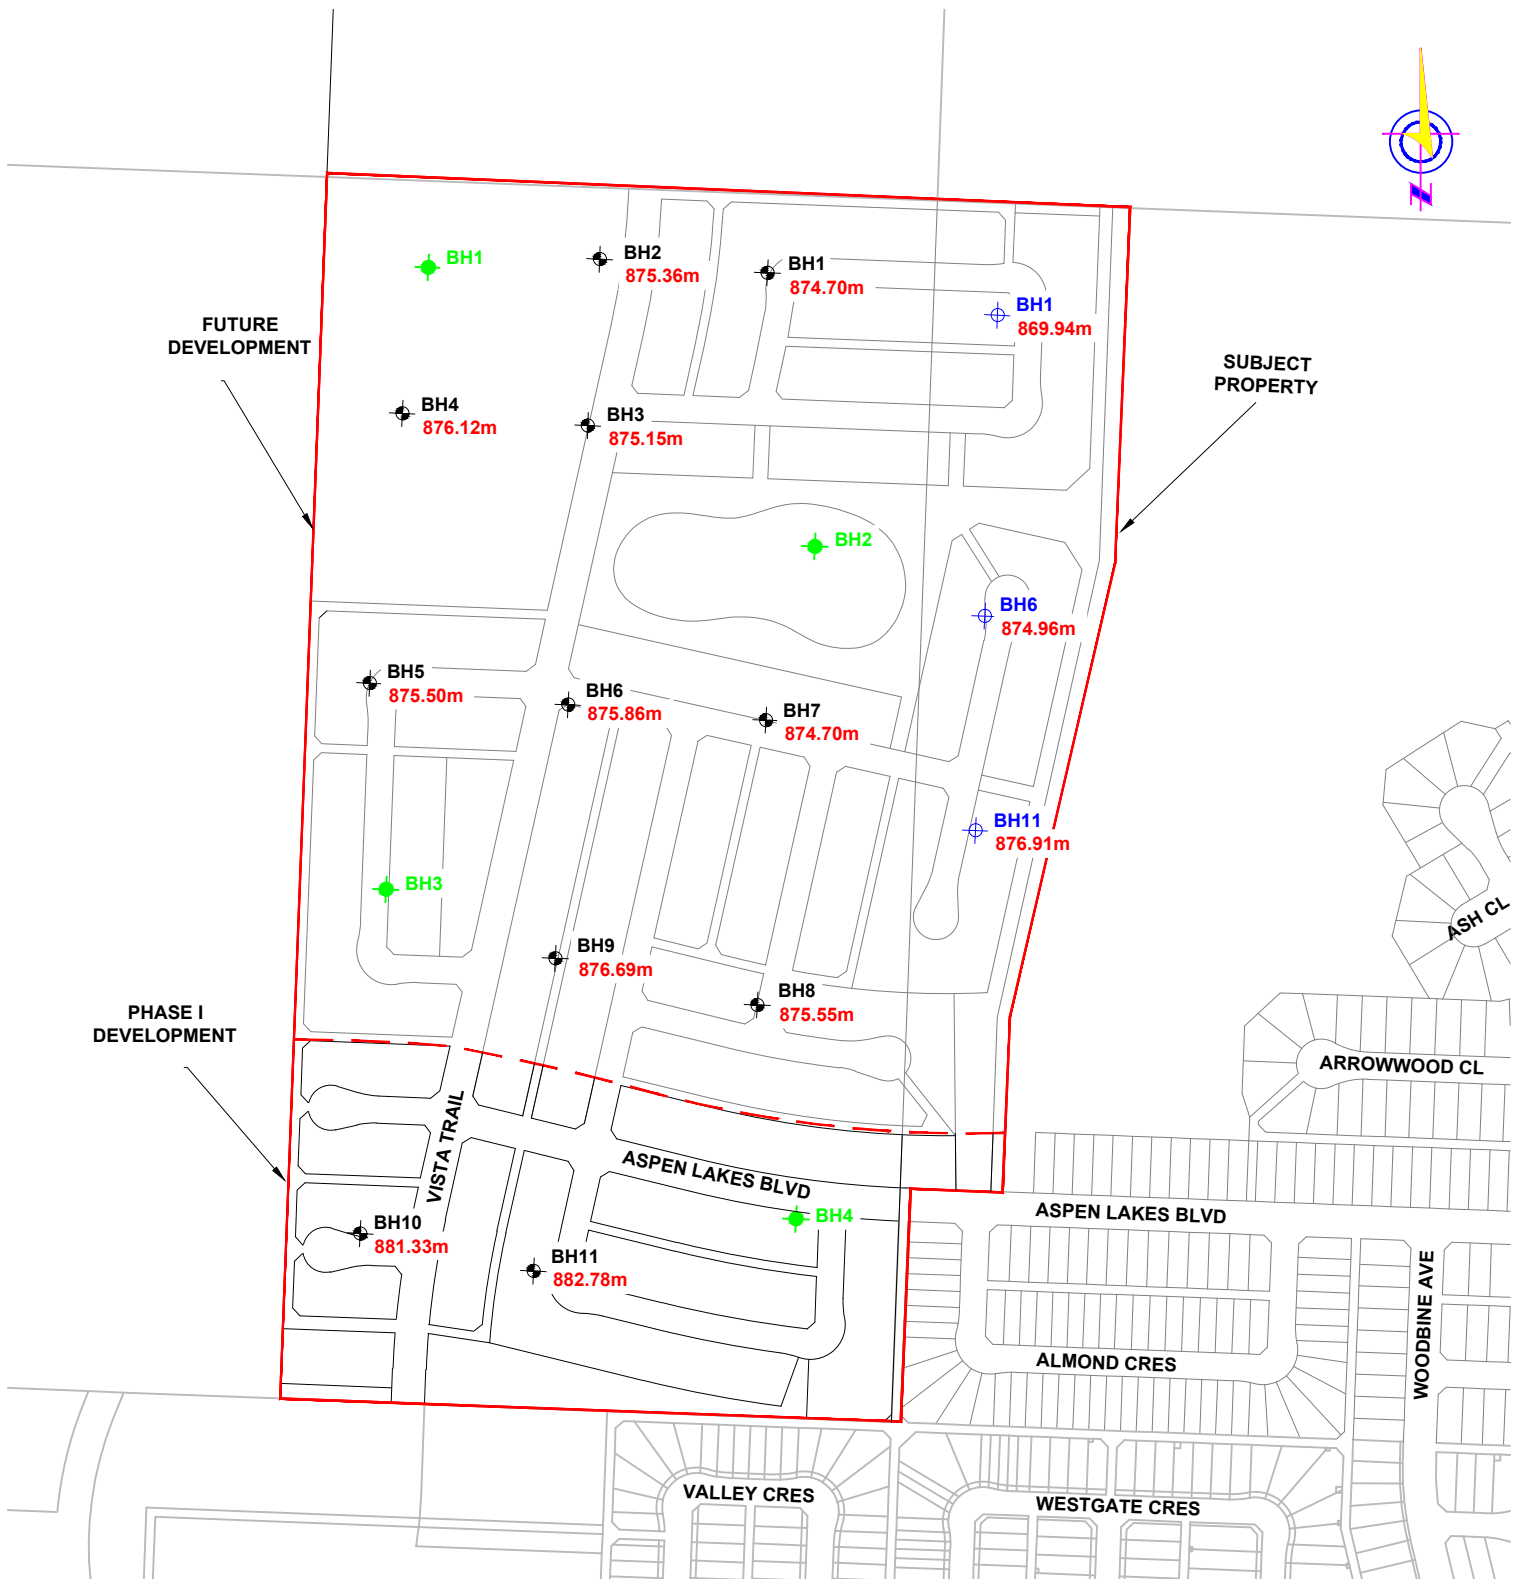 N
BH1
BH2
875.36m
BH1
874.70m
BH1
869.94m
FUTURE
DEVELOPMENT
SUBJECT
PROPERTY
BH4
876.12m
BH3
875.15m
BH2
BH6
874.96m
BH5
875.50m
BH6
875.86m
BH7
874.70m
BH11
876.91m
BH3
ASH CL
BH9
876.69m
BH8
875.55m
PHASE I
DEVELOPMENT
ARROWWOOD CL
VISTA TRAIL
ASPEN LAKES BLVD
BH4
ASPEN LAKES BLVD
BH10
881.33m
BH11
882.78m
WOODBINE AVE
ALMOND CRES
VALLEY CRES
WESTGATE CRES